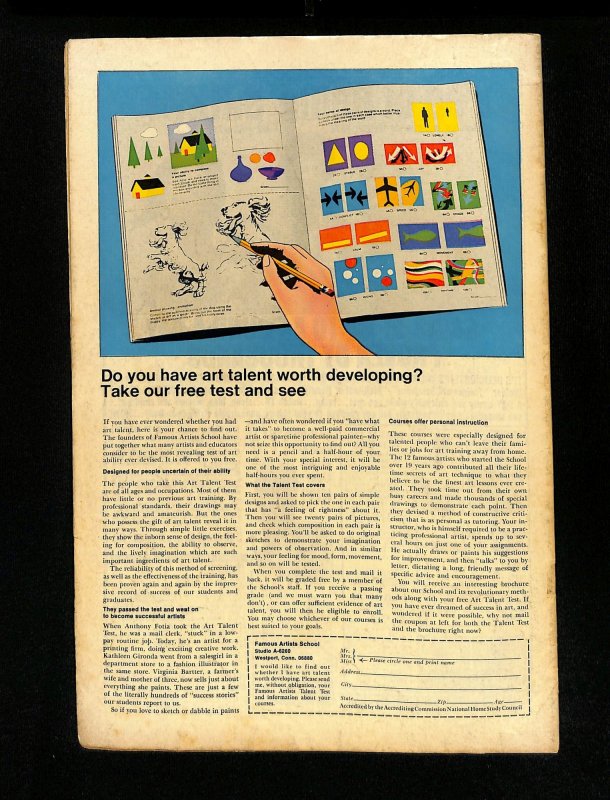 Your sense of design
Your ability to complete
a picture
Do you have art talent worth developing?
Take our free test and see
If you have ever wondered whether you had
art talent, here is your chance to find out.
The founders of Famous Artists School have
put together what many artists and educators
consider to be the most revealing test of art
ability ever devised. It is offered to you free.
Designed for people uncertain of their ability
The people who take this Art Talent Test
are of all ages and occupations. Most of them
have little or no previous art training. By
professional standards, their drawings may
be awkward and amateurish. But the ones
who possess the gift of art talent reveal it in
many ways. Through simple little exercises,
they show the inborn sense of design, the feel-
ing for composition, the ability to observe,
and the lively imagination which are such
important ingredients of art talent.
The reliability of this method of screening,
as well as the effectiveness of the training, has
been proven again and again by the impres-
sive record of success of our students and
graduates.
They passed the test and went on
to become successful artists
When Anthony Fotia took the Art Talent
Test, he was a mail clerk, "stuck" in a low-
pay routine job. Today, he's an artist for a
printing firm, doing exciting creative work.
Kathleen Gironda went from a salesgirl in a
department store to a fashion illustrator in
the same store. Virginia Bartter, a farmer's
wife and mother of three, now sells just about
everything she paints. These are just a few
of the literally hundreds of "success stories"
our students report to us.
So if you love to sketch or dabble in paints
—and have often wondered if you "have what
it takes" to become a well-paid commercial
artist or sparetime professional painter—why
not seize this opportunity to find out? All you
need is a pencil and a half-hour of your
time. With your special interest, it will be
one of the most intriguing and enjoyable
half-hours you ever spent.
What the Talent Test covers
First, you will be shown ten pairs of simple
designs and asked to pick the one in each pair
that has "a feeling of rightness" about it.
Then you will see twenty pairs of pictures,
and check which composition in each pair is
more pleasing. You'll be asked to do original
sketches to demonstrate your imagination
and powers of observation. And in similar
ways, your feeling for mood, form, movement,
and so on will be tested.
When you complete the test and mail it
back, it will be graded free by a member of
the School's staff. If you receive a passing
grade (and we must warn you that many
don't), or can offer sufficient evidence of art
talent, you will then be eligible to enroll.
You may choose whichever of our courses is
best suited to your goals.
Courses offer personal instruction
These courses were especially designed for
talented people who can't leave their fami-
lies or jobs for art training away from home.
The 12 famous artists who started the School
over 19 years ago contributed all their life-
time secrets of art technique to what they
believe to be the finest art lessons ever cre-
ated. They took time out from their own
busy careers and made thousands of special
drawings to demonstrate each point. Then
they devised a method of constructive criti-
cism that is as personal as tutoring. Your in-
structor, who is himself required to be a prac-
ticing professional artist, spends up to sev-
eral hours on just one of your assignments.
He actually draws or paints his suggestions
for improvement, and then "talks" to you by
letter, dictating a long, friendly message of
specific advice and encouragement.
You will receive an interesting brochure
about our School and its revolutionary meth-
ods along with your free Art Talent Test. If
you have ever dreamed of success in art, and
wondered if it were possible, why not mail
the coupon at left for both the Talent Test
and the brochure right now?
Famous Artists School
Studio A-6260
Westport, Conn. 06880
I would like to find out
whether I have art talent
worth developing. Please send
me, without obligation, your
Famous Artists Talent Test
and information about your
courses.
Mr.
Mrs.
Miss
Please circle one and print name
Address
City
State Zip Age
Accredited by the Accrediting Commission National Home Study Council